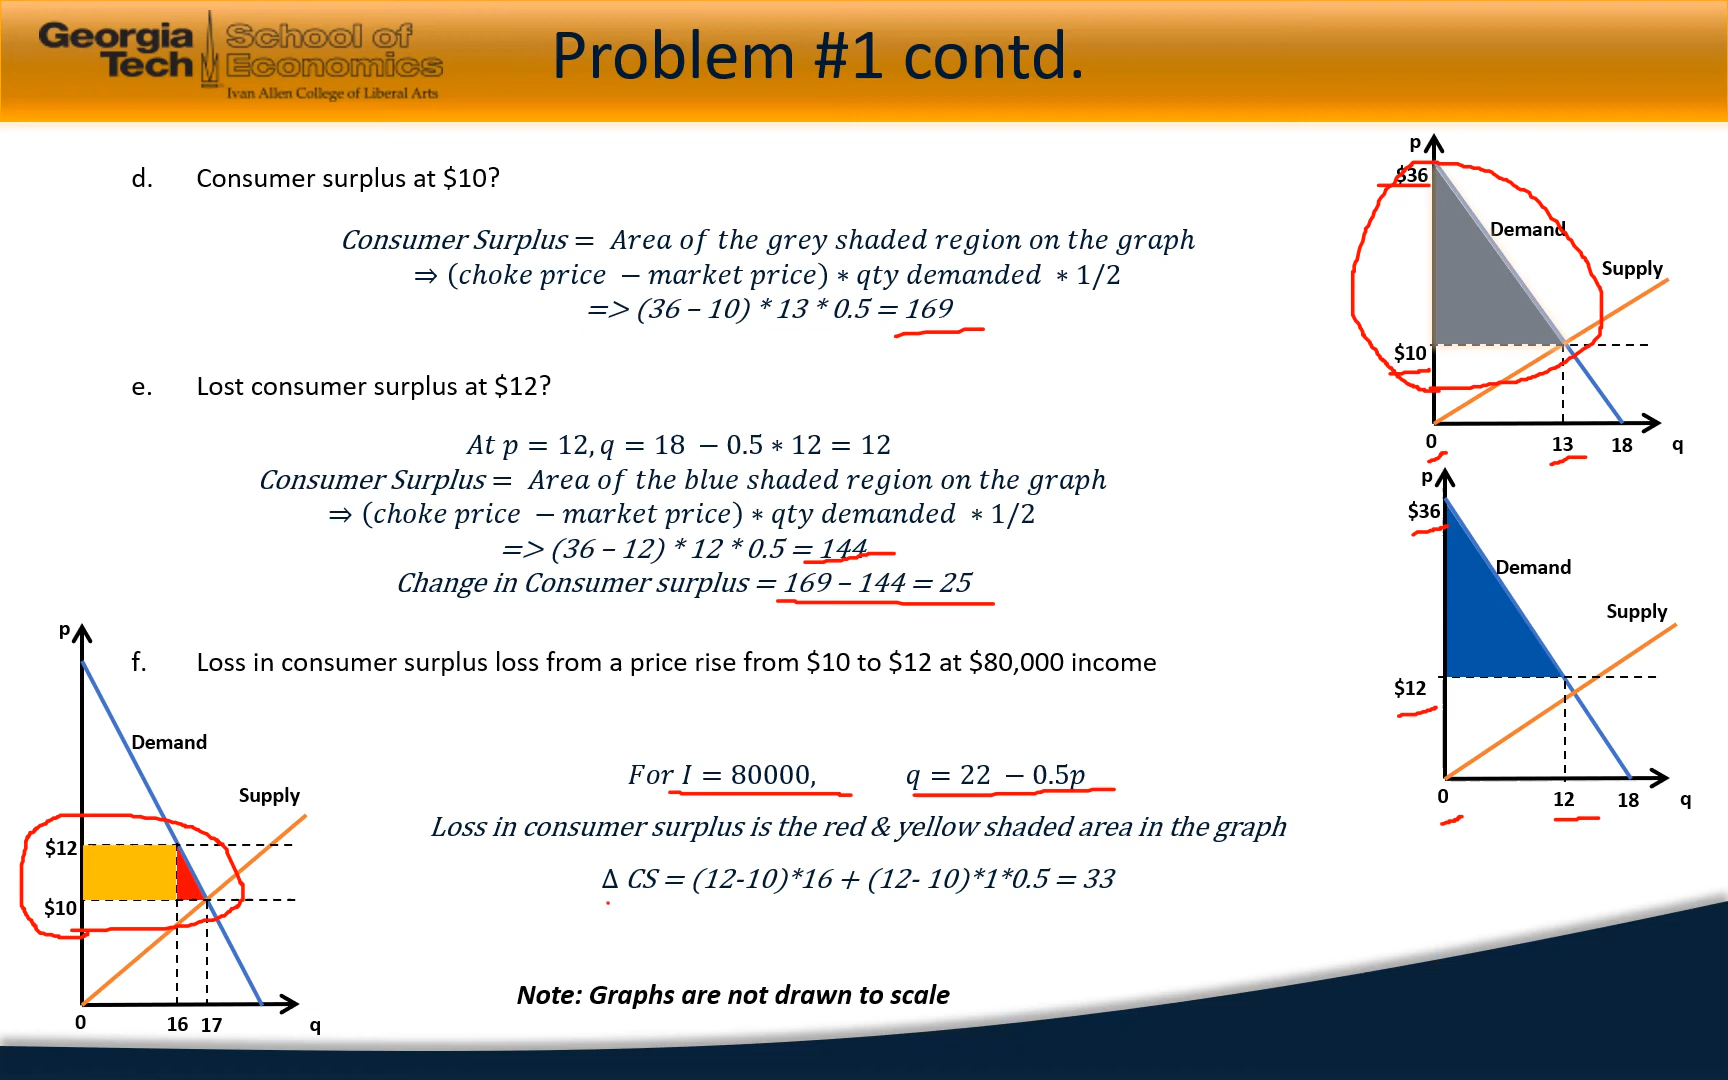 Georgia Tech School of Economics
Ivan Allen College of Liberal Arts
Problem #1 contd.
d. Consumer surplus at $10?
Consumer Surplus = Area of the grey shaded region on the graph
⇒ (choke price − market price) ∗ qty demanded ∗ 1/2
=> (36 – 10) * 13 * 0.5 = 169
e. Lost consumer surplus at $12?
At p = 12, q = 18 − 0.5 ∗ 12 = 12
Consumer Surplus = Area of the blue shaded region on the graph
⇒ (choke price − market price) ∗ qty demanded ∗ 1/2
=> (36 – 12) * 12 * 0.5 = 144
Change in Consumer surplus = 169 – 144 = 25
f. Loss in consumer surplus loss from a price rise from $10 to $12 at $80,000 income
For I = 80000, q = 22 − 0.5p
Loss in consumer surplus is the red & yellow shaded area in the graph
Δ CS = (12-10)*16 + (12- 10)*1*0.5 = 33
Note: Graphs are not drawn to scale
p
$36
Demand
Supply
$10
0 13 18 q
p
$36
Demand
Supply
$12
0 12 18 q
p
Demand
Supply
$12
$10
0 16 17 q